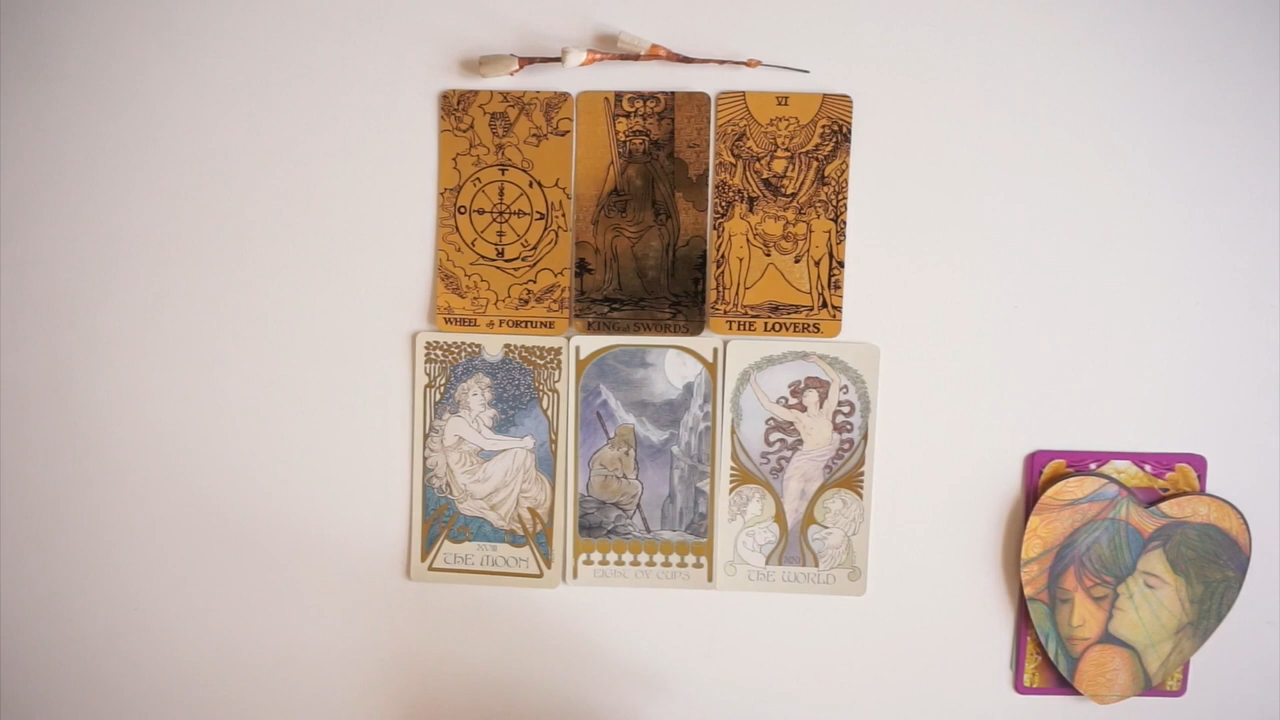 X
WHEEL of FORTUNE
KING of SWORDS.
VI
THE LOVERS.
XVIII
THE MOON
EIGHT OF CUPS
XXI
THE WORLD